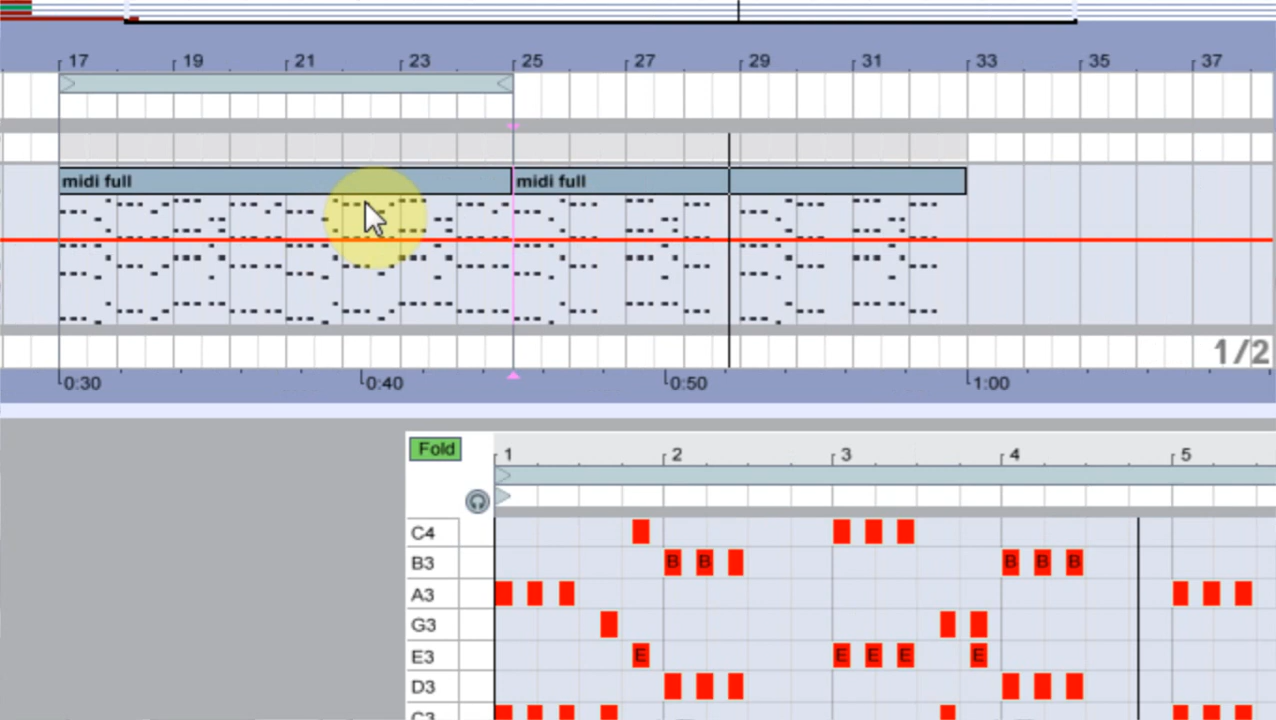 17 19 21 23 25 27 29 31 33 35 37
midi full midi full
1/2
0:30 0:40 0:50 1:00
Fold 1 2 3 4 5
C4
B3 B B B B B
A3
G3
E3 E E E E E
D3
C3